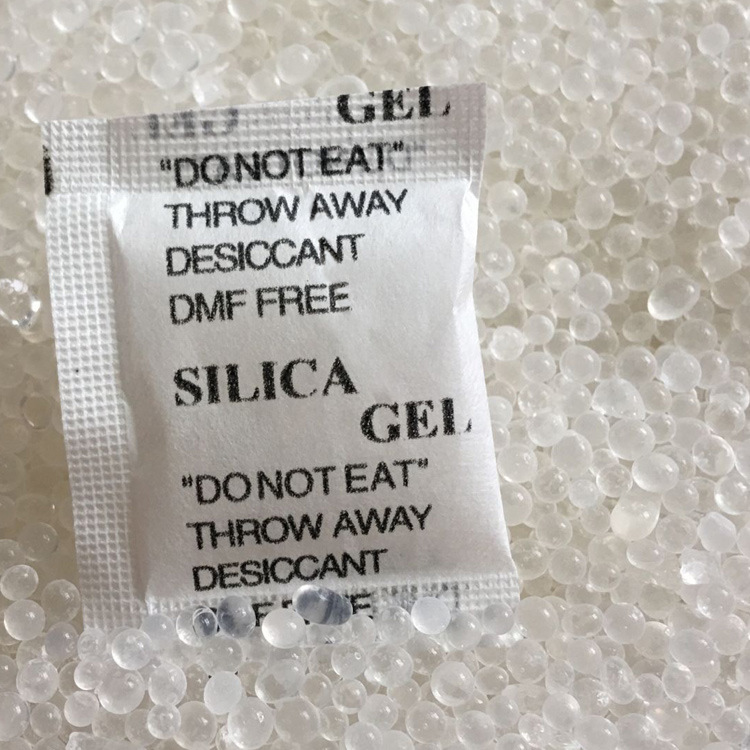 GEL
"DO NOT EAT"
THROW AWAY
DESICCANT
DMF FREE
SILICA
GEL
"DO NOT EAT"
THROW AWAY
DESICCANT